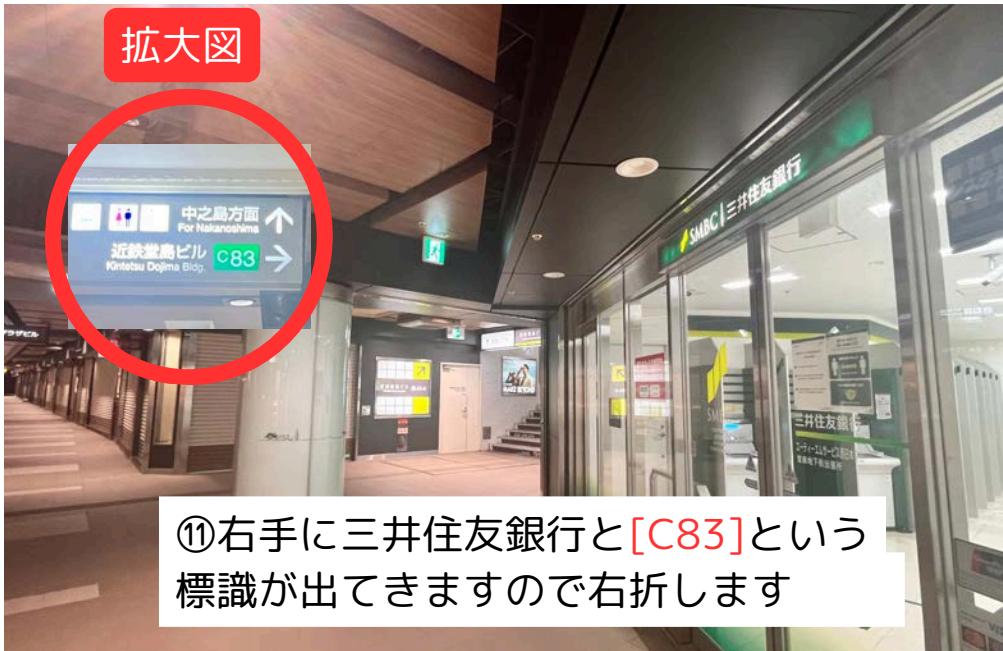 拡大図
中之島方面
For Nakanoshima
近鉄堂島ビル C83
Kintetsu Dojima Bldg.
SMBC 三井住友銀行
三井住友銀行
⑪右手に三井住友銀行と[C83]という
標識が出てきますので右折します